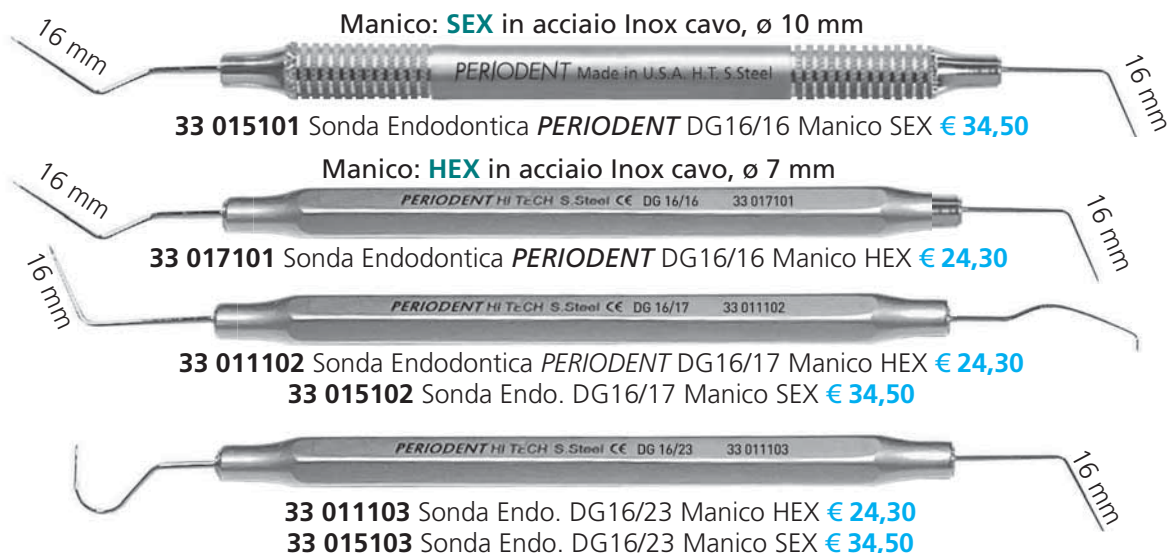 Manico: SEX in acciaio Inox cavo, ø 10 mm
16 mm
PERIODENT Made in U.S.A. H.T. S.Steel
16 mm
33 015101 Sonda Endodontica PERIODENT DG16/16 Manico SEX € 34,50
Manico: HEX in acciaio Inox cavo, ø 7 mm
16 mm
PERIODENT HI TECH S.Steel CE DG 16/16 33 017101
16 mm
33 017101 Sonda Endodontica PERIODENT DG16/16 Manico HEX € 24,30
16 mm
PERIODENT HI TECH S.Steel CE DG 16/17 33 011102
33 011102 Sonda Endodontica PERIODENT DG16/17 Manico HEX € 24,30
33 015102 Sonda Endo. DG16/17 Manico SEX € 34,50
PERIODENT HI TECH S.Steel CE DG 16/23 33 011103
16 mm
33 011103 Sonda Endo. DG16/23 Manico HEX € 24,30
33 015103 Sonda Endo. DG16/23 Manico SEX € 34,50